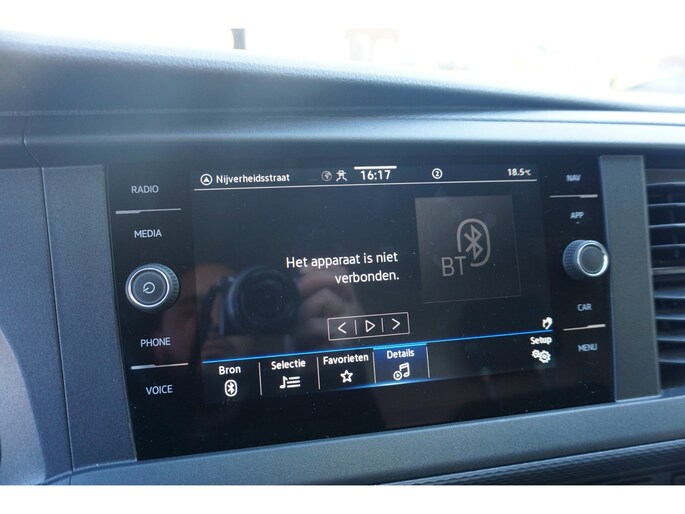 RADIO
MEDIA
PHONE
VOICE
Nijverheidsstraat 16:17 2 18.5°C
Het apparaat is niet
verbonden.
BT
Bron Selectie Favorieten Details Setup
NAV
APP
CAR
MENU